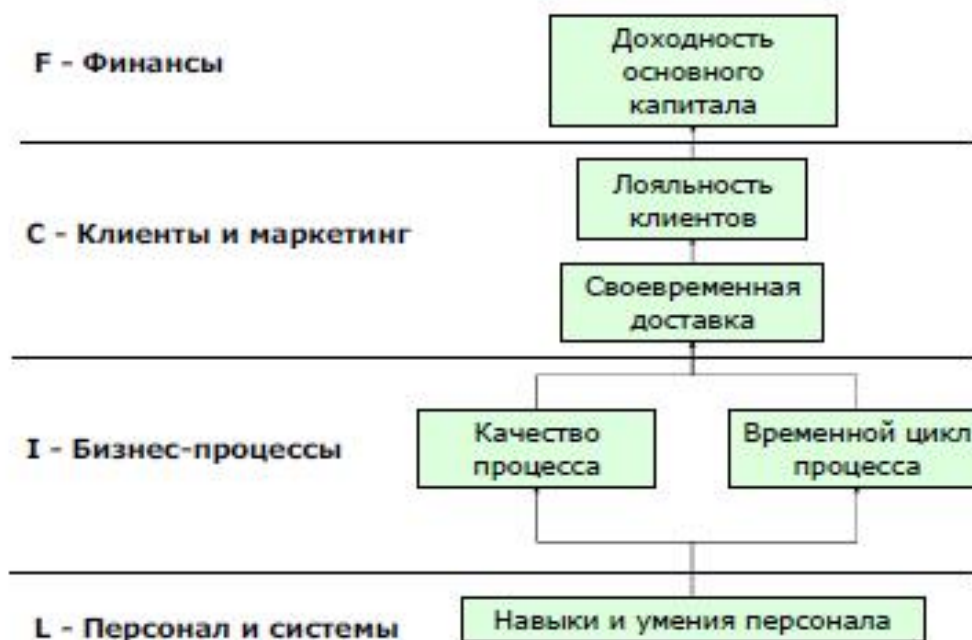 F - Финансы
Доходность
основного
капитала
C - Клиенты и маркетинг
Лояльность
клиентов
Своевременная
доставка
I - Бизнес-процессы
Качество
процесса
Временной цикл
процесса
L - Персонал и системы
Навыки и умения персонала